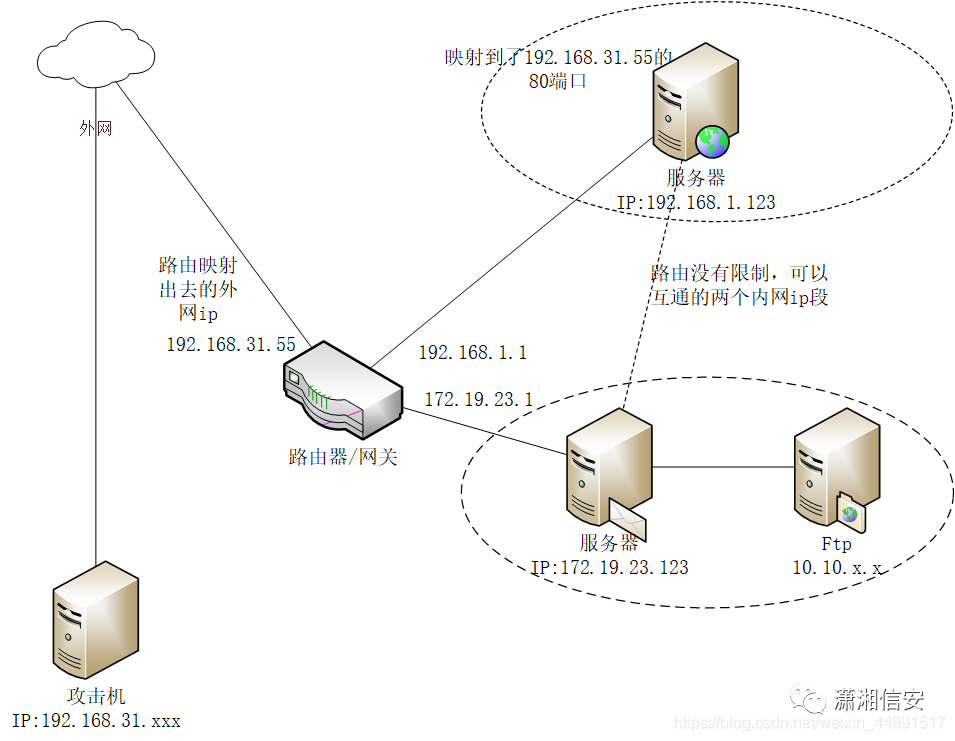 映射到了192.168.31.55的
80端口
外网
服务器
IP:192.168.1.123
路由映射
出去的外
网ip
192.168.31.55
路由没有限制，可以
互通的两个内网ip段
192.168.1.1
172.19.23.1
路由器/网关
服务器
IP:172.19.23.123
Ftp
10.10.x.x
攻击机
IP:192.168.31.xxx
潇湘信安
https://blog.csdn.net/weixin_44991517